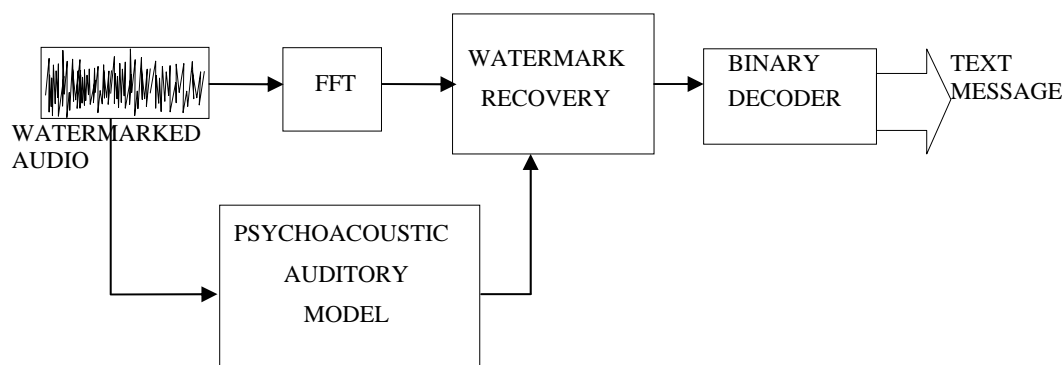 WATERMARKED
AUDIO
FFT
WATERMARK
RECOVERY
BINARY
DECODER
TEXT
MESSAGE
PSYCHOACOUSTIC
AUDITORY
MODEL